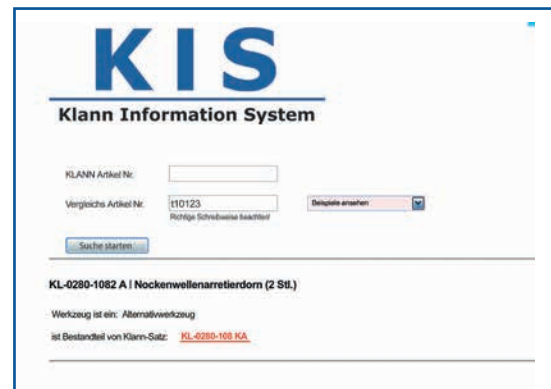 KIS
Klann Information System
KLANN Artikel Nr.
Vergleichs Artikel Nr. t10123 Beispiele ansehen
Richtige Schreibweise beachten!
Suche starten
KL-0280-1082 A | Nockenwellenarretierdorn (2 Stl.)
Werkzeug ist ein: Alternativwerkzeug
ist Bestandteil von Klann-Satz: KL-0280-108 KA